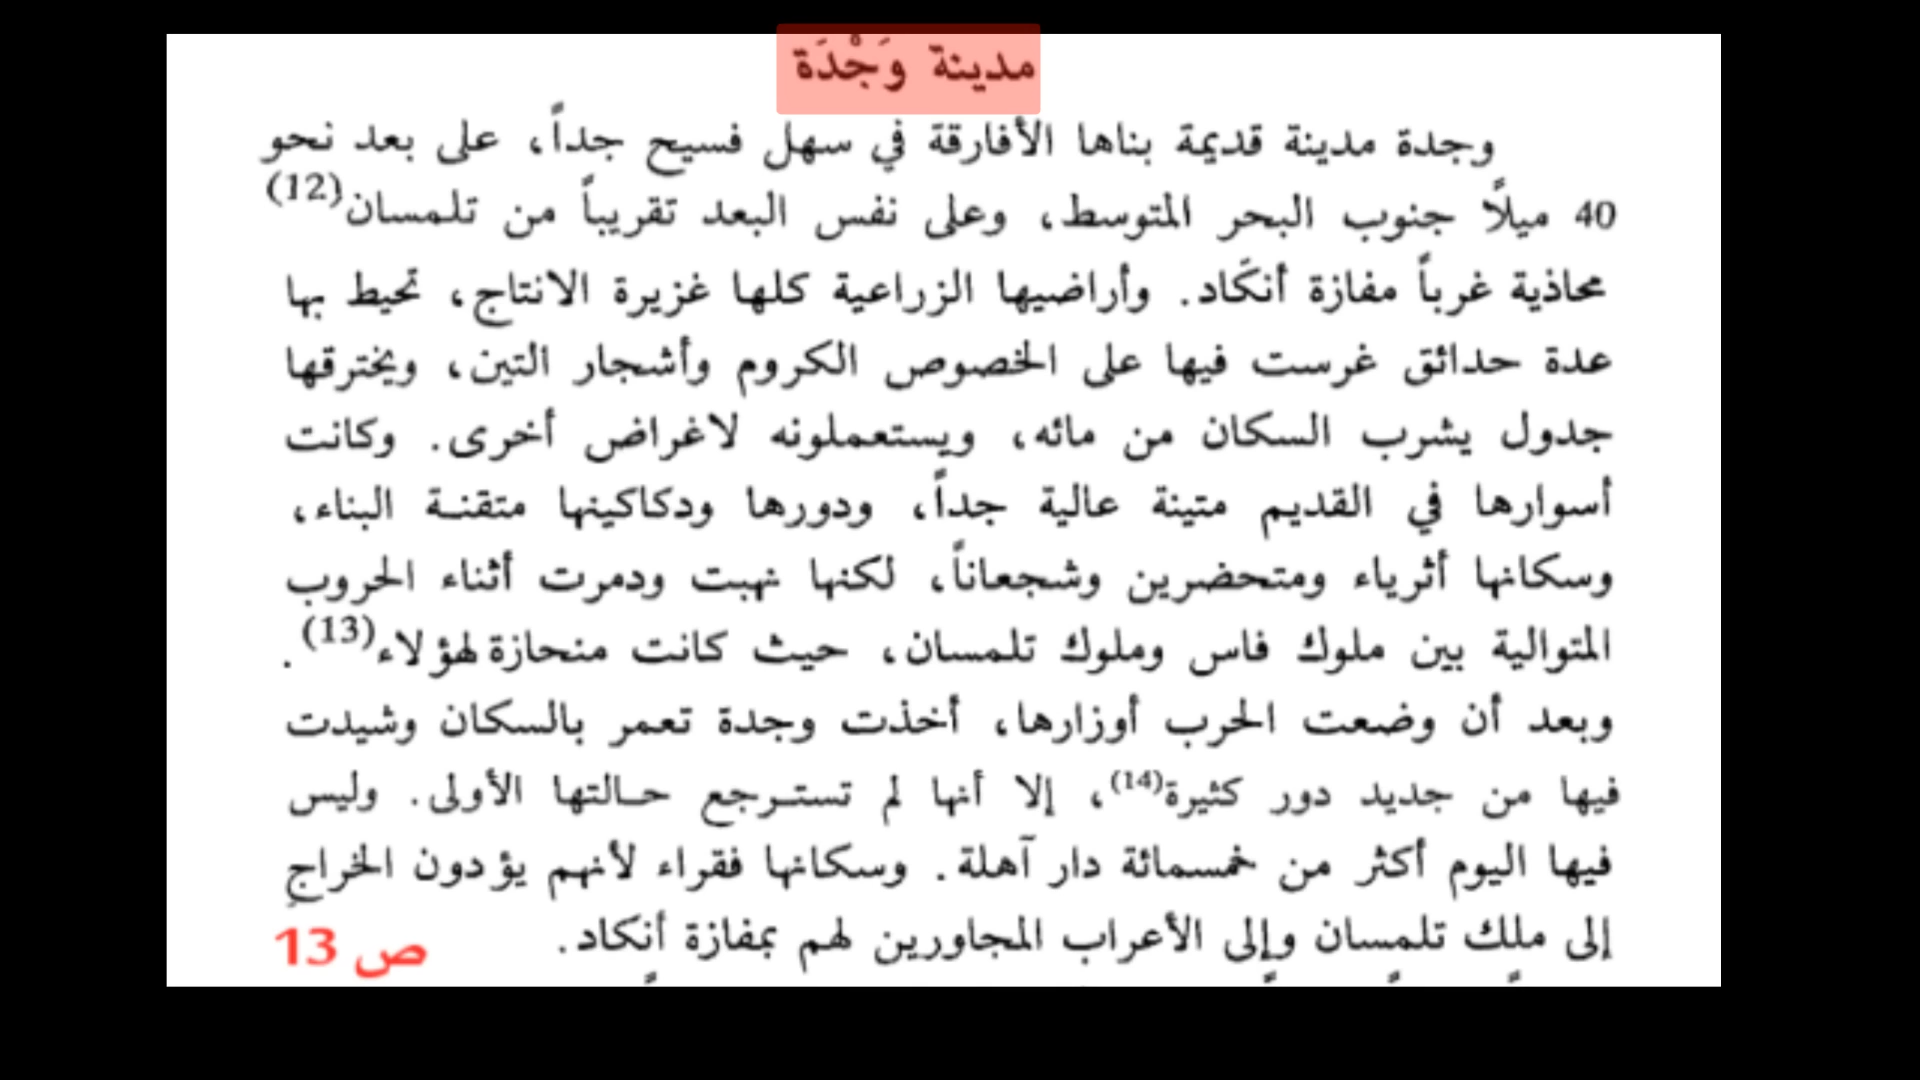 مدينة وَجْدَة
وجدة مدينة قديمة بناها الأفارقة في سهل فسيح جداً، على بعد نحو
40 ميلاً جنوب البحر المتوسط، وعلى نفس البعد تقريباً من تلمسان(12)
محاذية غرباً مفازة أنكَاد. وأراضيها الزراعية كلها غزيرة الانتاج، تحيط بها
عدة حدائق غرست فيها على الخصوص الكروم وأشجار التين، ويخترقها
جدول يشرب السكان من مائه، ويستعملونه لاغراض أخرى. وكانت
أسوارها في القديم متينة عالية جداً، ودورها ودكاكينها متقنـة البناء،
وسكانها أثرياء ومتحضرين وشجعاناً، لكنها نهبت ودمرت أثناء الحروب
المتوالية بين ملوك فاس وملوك تلمسان، حيث كانت منحازة لهؤلاء(13).
وبعد أن وضعت الحرب أوزارها، أخذت وجدة تعمر بالسكان وشيدت
فيها من جديد دور كثيرة(14)، إلا أنها لم تستـرجع حـالتها الأولى. وليس
فيها اليوم أكثر من خمسمائة دار آهلة. وسكانها فقراء لأنهم يؤدون الخراج
إلى ملك تلمسان وإلى الأعراب المجاورين لهم بمفازة أنكاد.
ص 13